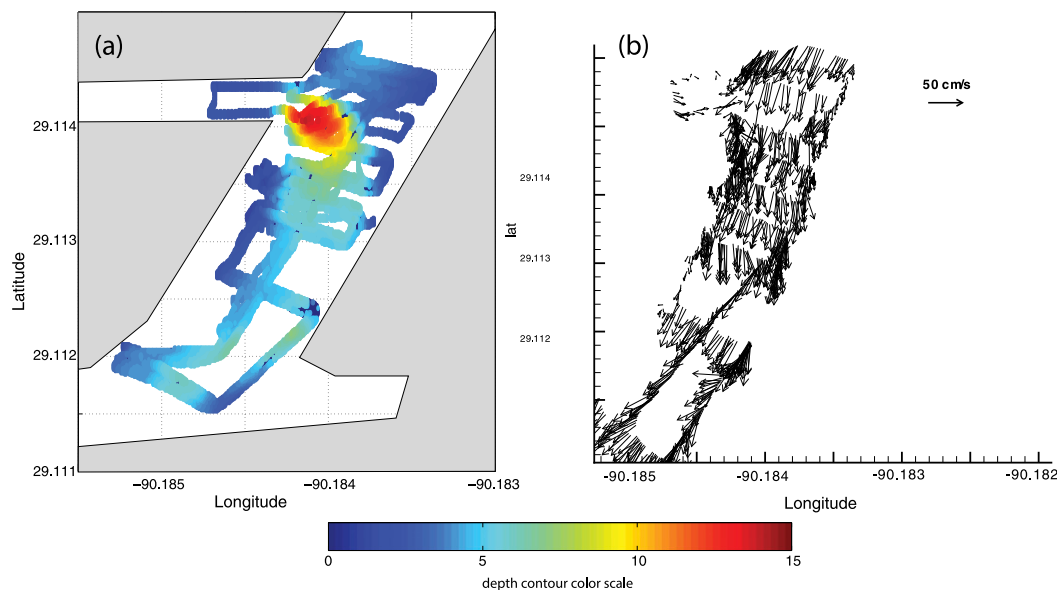 (a)
29.114
29.113
29.112
29.111
Latitude
−90.185
−90.184
−90.183
Longitude
(b)
50 cm/s
29.114
29.113
29.112
lat
-90.185
-90.184
-90.183
-90.182
Longitude
0
5
10
15
depth contour color scale